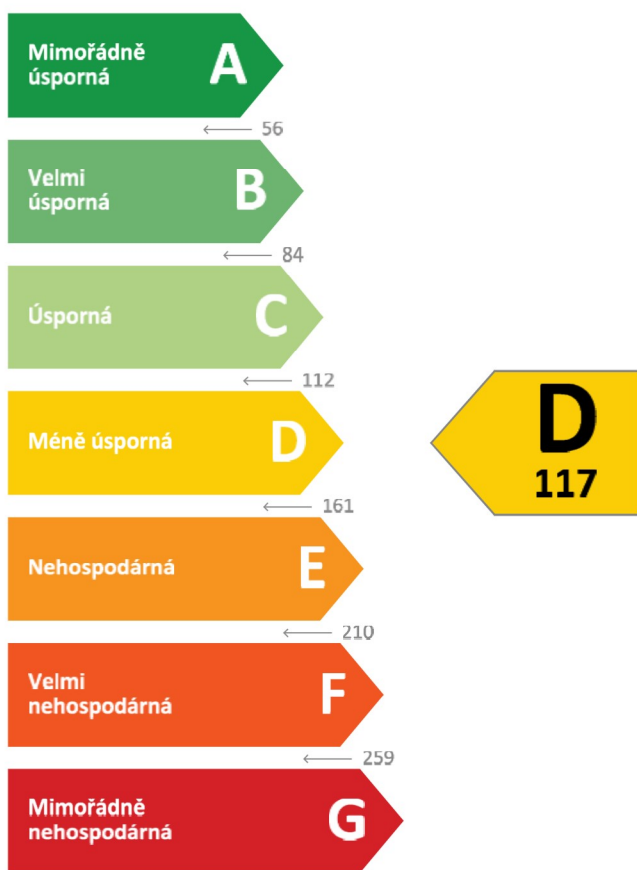 Mimořádně
úsporná
A
56
Velmi
úsporná
B
84
Úsporná
C
112
Méně úsporná
D
D
117
161
Nehospodárná
E
210
Velmi
nehospodárná
F
259
Mimořádně
nehospodárná
G